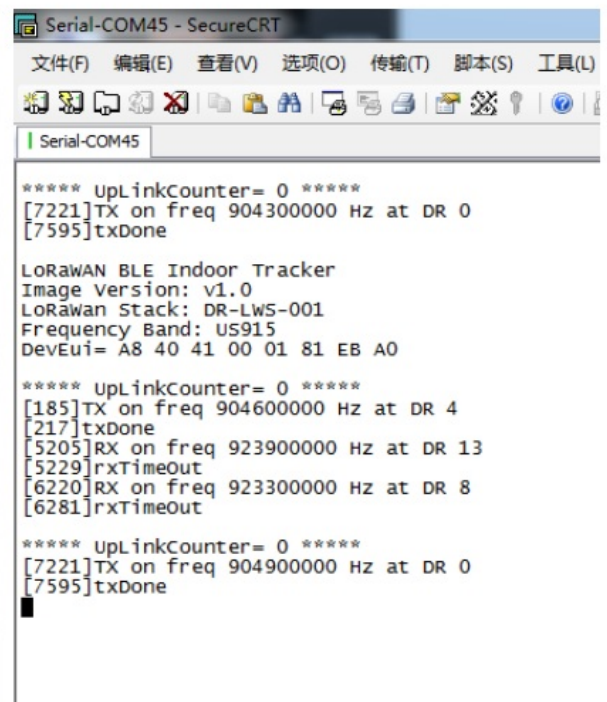 Serial-COM45 - SecureCRT
文件(F) 编辑(E) 查看(V) 选项(O) 传输(T) 脚本(S) 工具(L)
Serial-COM45
***** UpLinkCounter= 0 *****
[7221]TX on freq 904300000 Hz at DR 0
[7595]txDone
LoRaWAN BLE Indoor Tracker
Image Version: v1.0
LoRaWan Stack: DR-LWS-001
Frequency Band: US915
DevEui= A8 40 41 00 01 81 EB A0
***** UpLinkCounter= 0 *****
[185]TX on freq 904600000 Hz at DR 4
[217]txDone
[5205]RX on freq 923900000 Hz at DR 13
[5229]rxTimeOut
[6220]RX on freq 923300000 Hz at DR 8
[6281]rxTimeOut
***** UpLinkCounter= 0 *****
[7221]TX on freq 904900000 Hz at DR 0
[7595]txDone